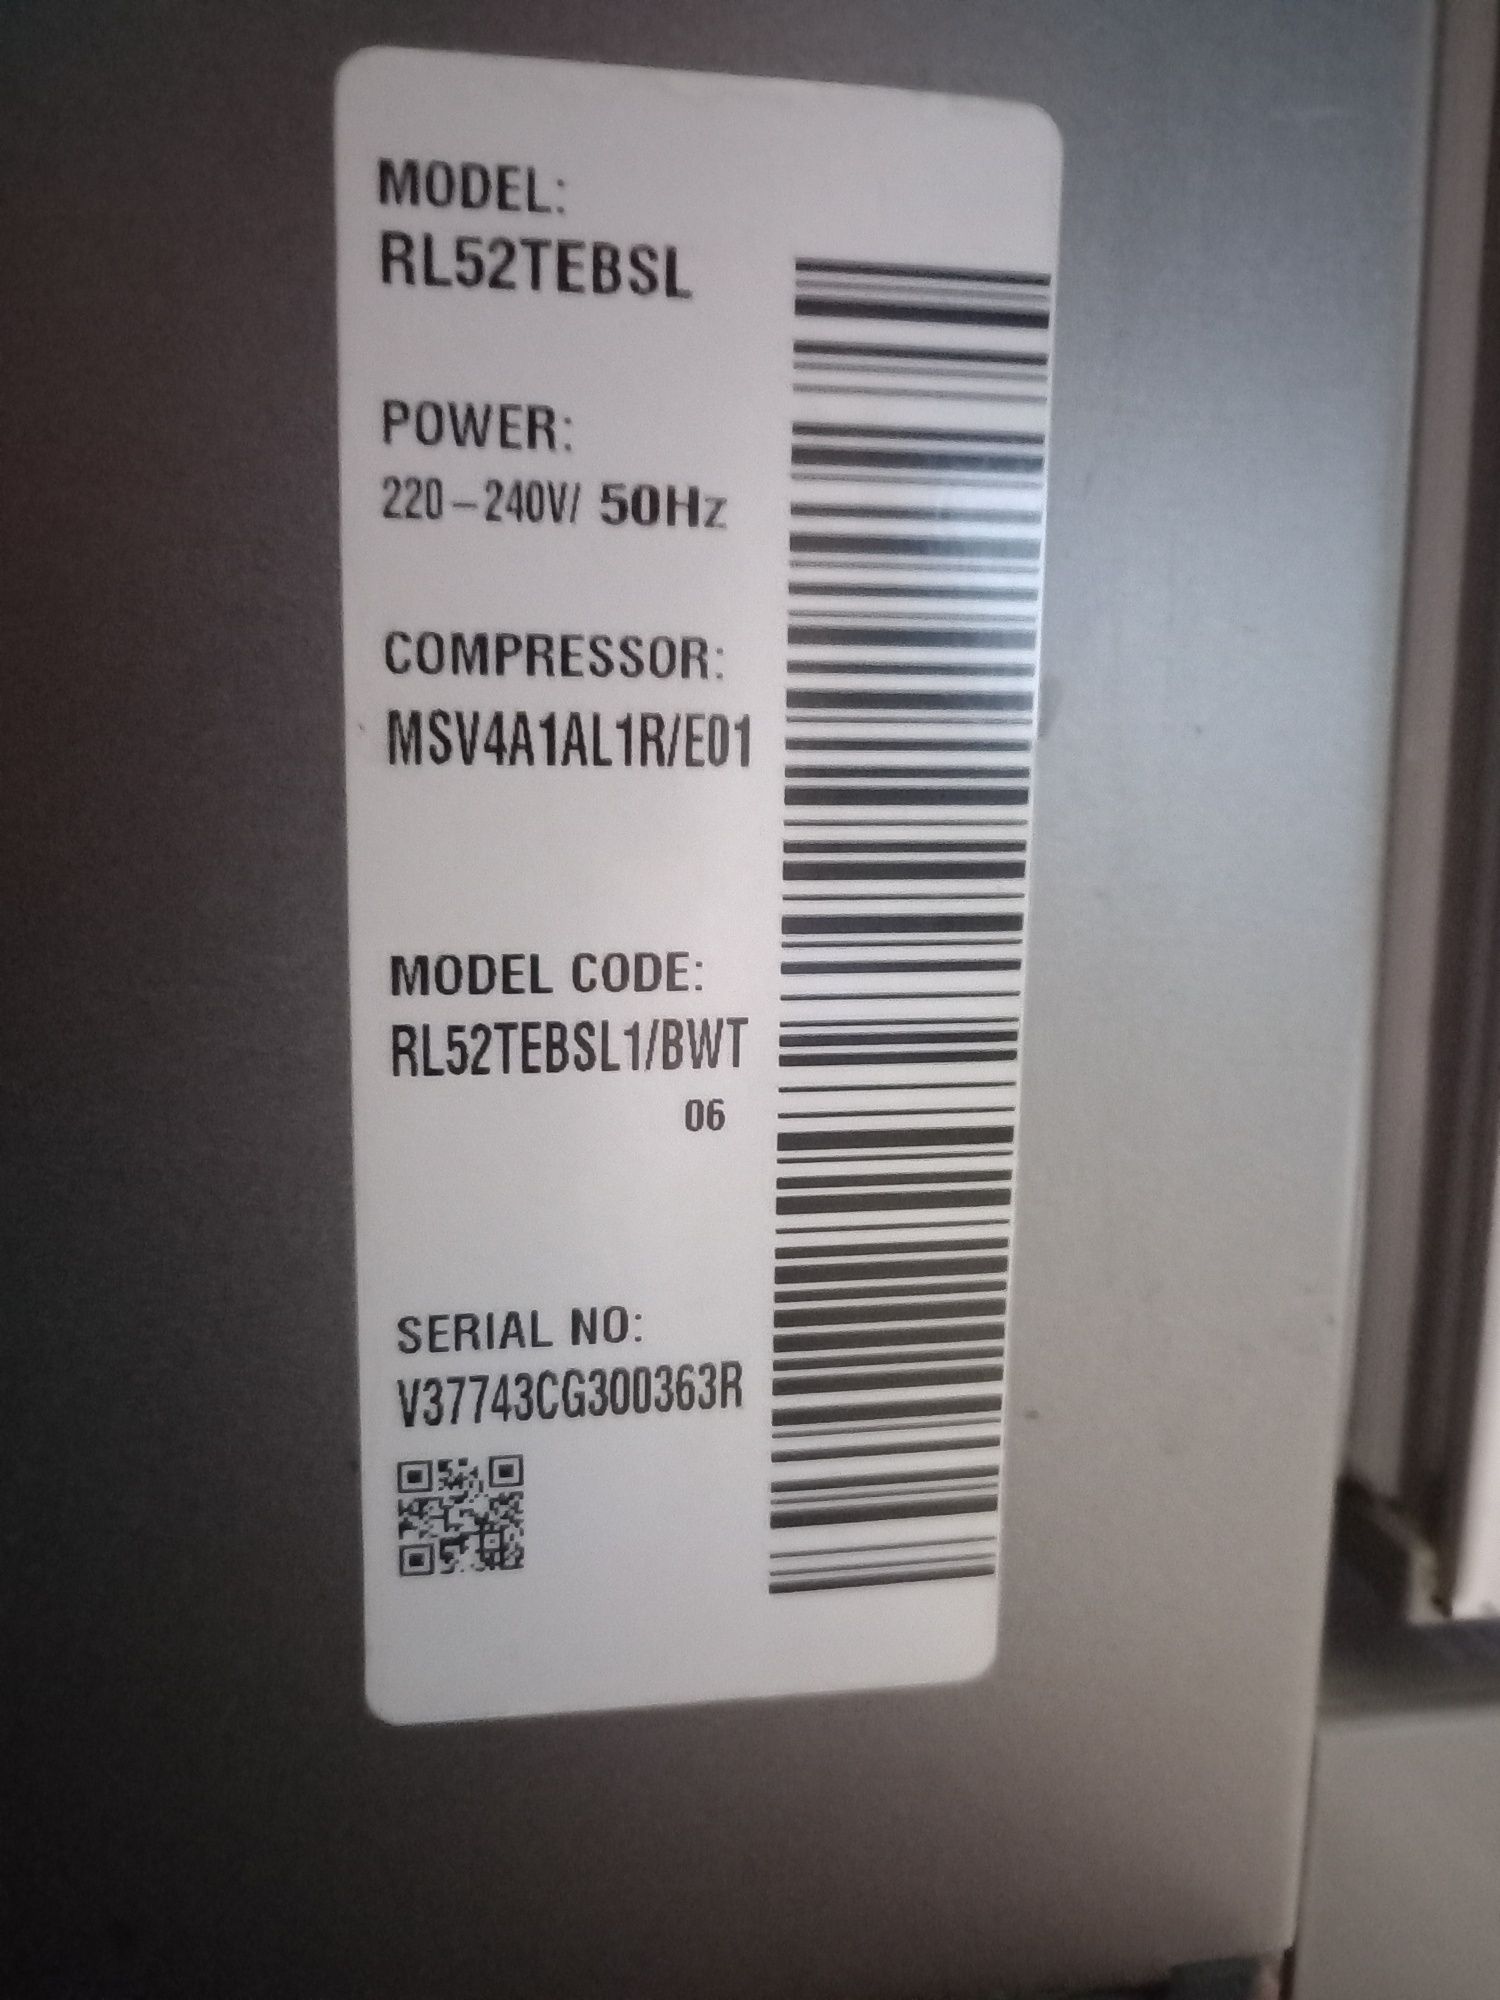 MODEL:
RL52TEBSL
POWER:
220-240V/ 50Hz
COMPRESSOR:
MSV4A1AL1R/E01
MODEL CODE:
RL52TEBSL1/BWT
06
SERIAL NO:
V37743CG300363R